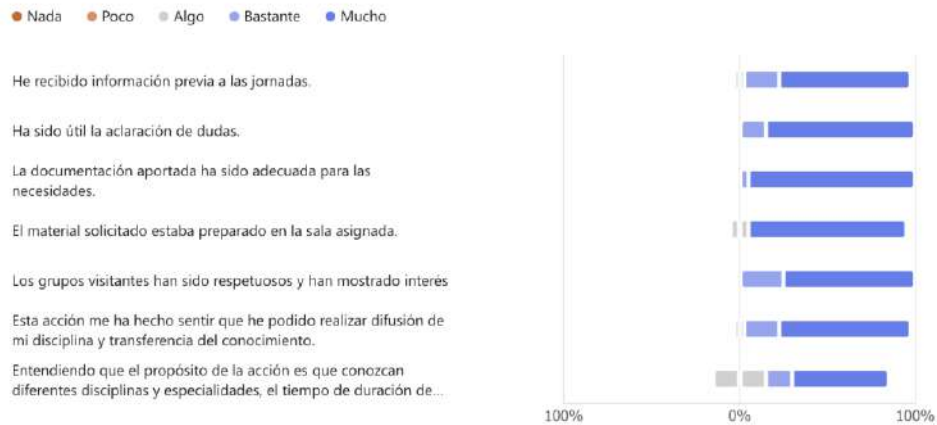 Nada Poco Algo Bastante Mucho
He recibido información previa a las jornadas.
Ha sido útil la aclaración de dudas.
La documentación aportada ha sido adecuada para las
necesidades.
El material solicitado estaba preparado en la sala asignada.
Los grupos visitantes han sido respetuosos y han mostrado interés
Esta acción me ha hecho sentir que he podido realizar difusión de
mi disciplina y transferencia del conocimiento.
Entendiendo que el propósito de la acción es que conozcan
diferentes disciplinas y especialidades, el tiempo de duración de...
100% 0% 100%